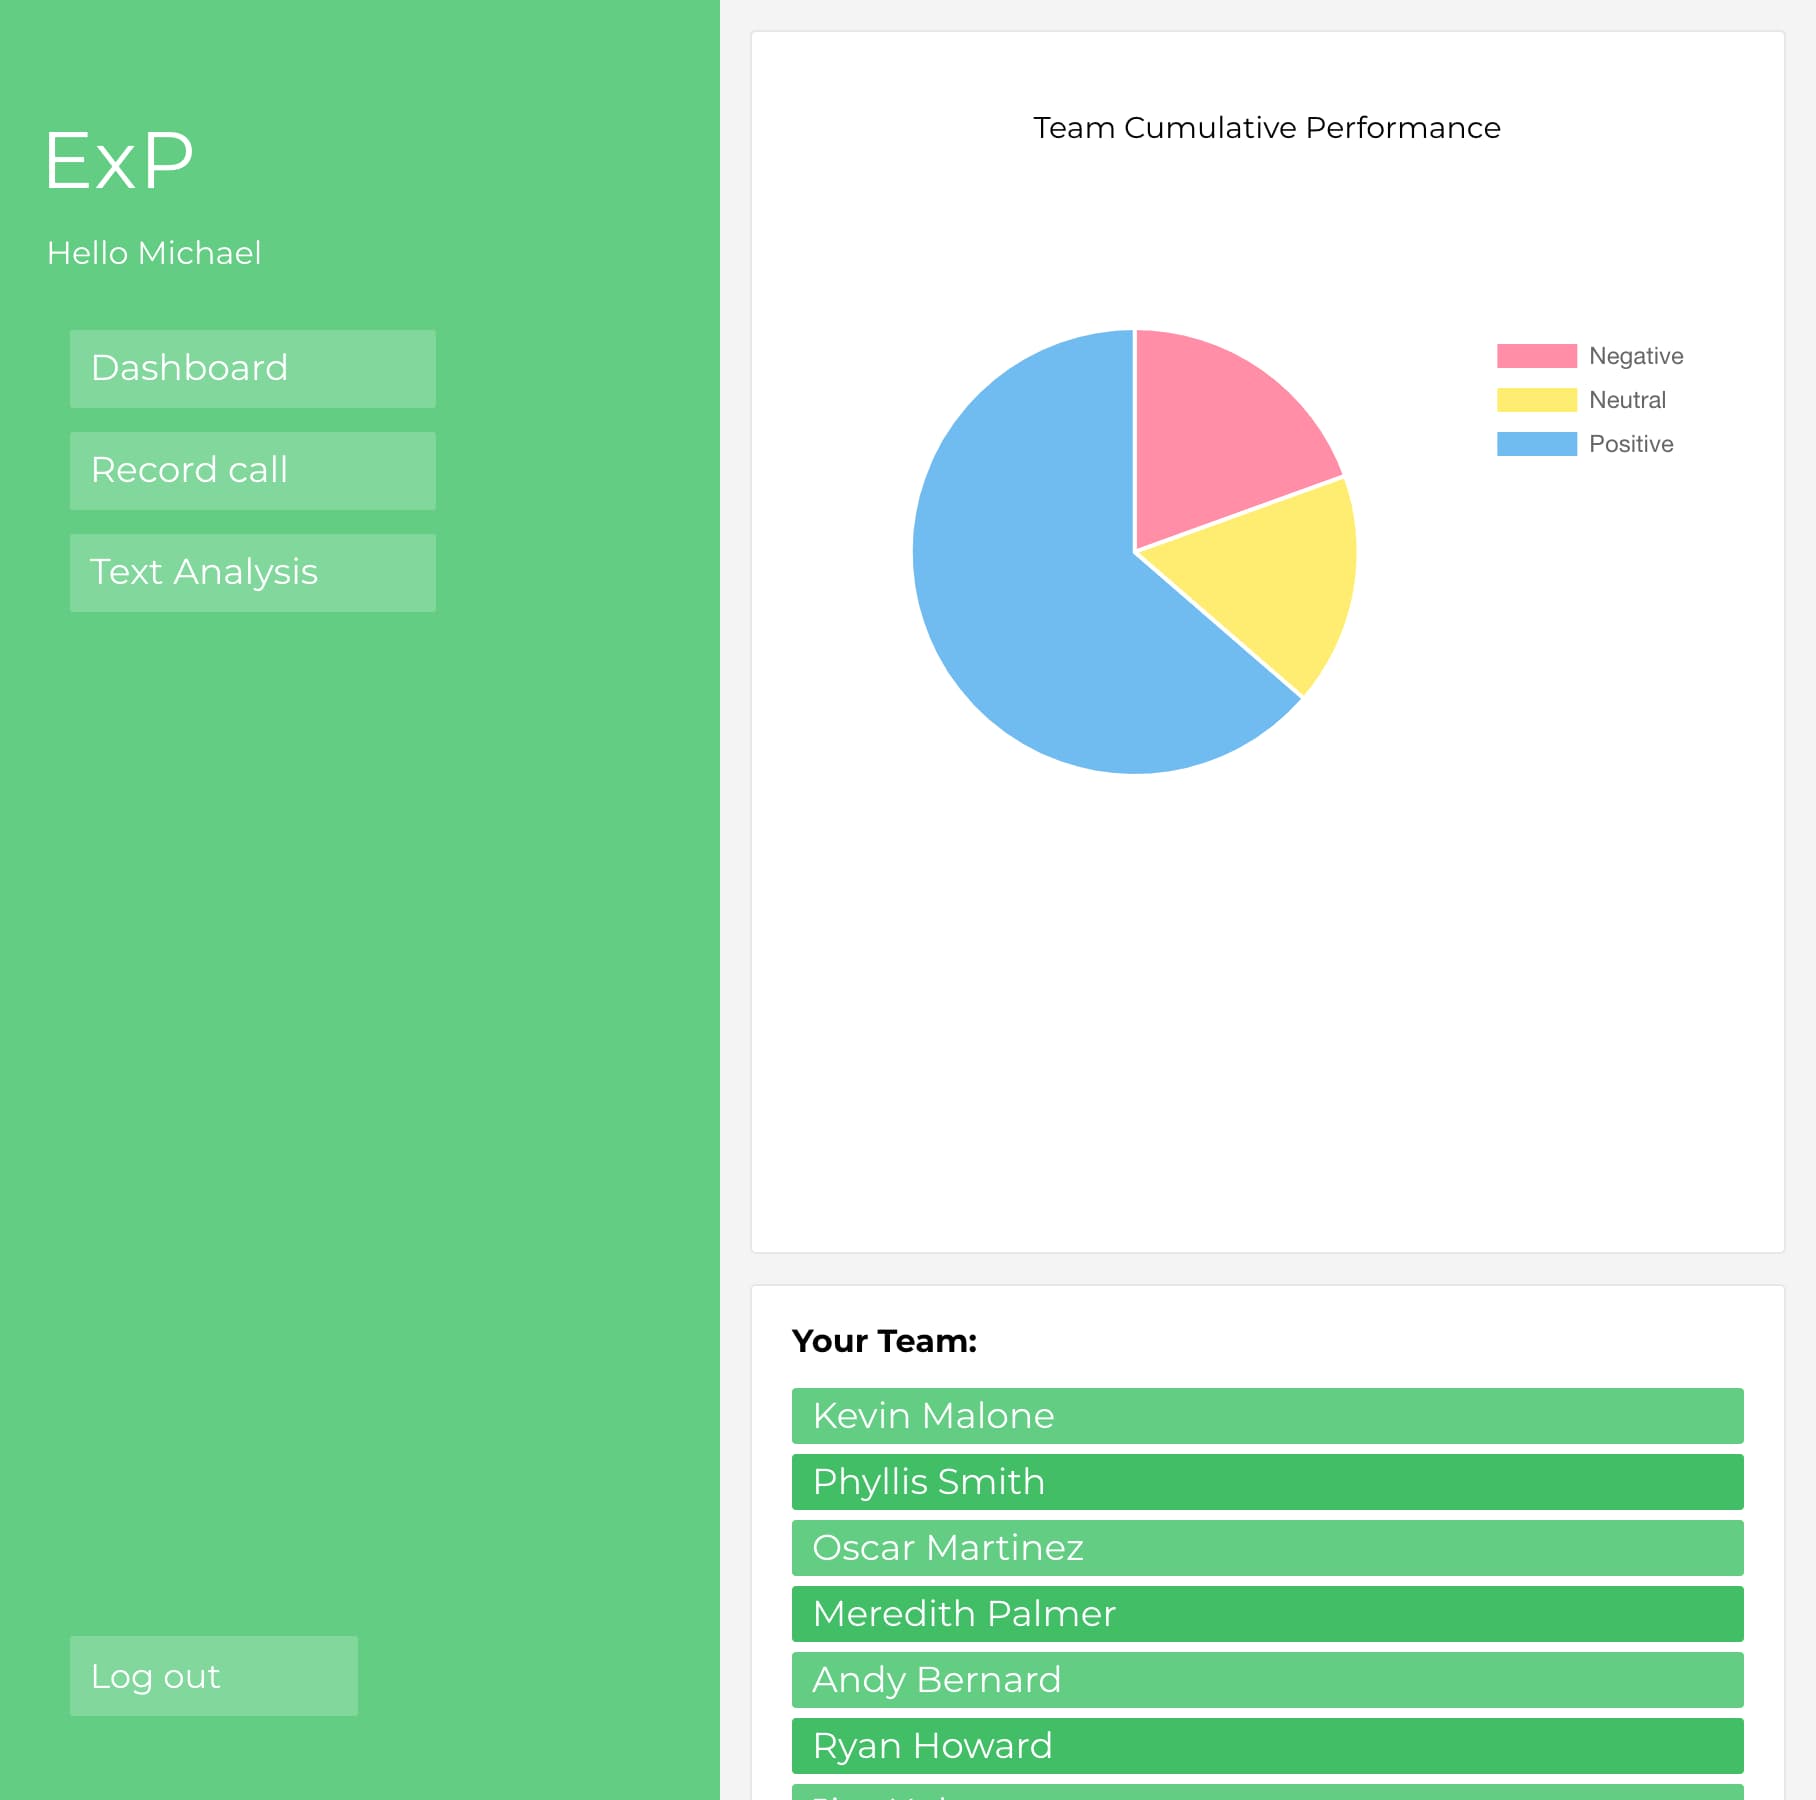 ExP
Hello Michael
Dashboard
Record call
Text Analysis
Log out
Team Cumulative Performance
Negative
Neutral
Positive
Your Team:
Kevin Malone
Phyllis Smith
Oscar Martinez
Meredith Palmer
Andy Bernard
Ryan Howard